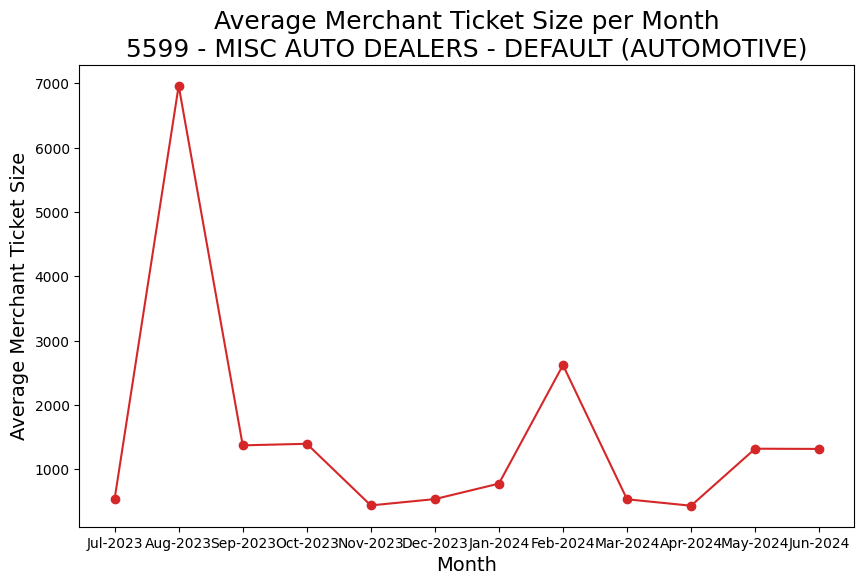 Average Merchant Ticket Size per Month
5599 - MISC AUTO DEALERS - DEFAULT (AUTOMOTIVE)
Average Merchant Ticket Size
7000
6000
5000
4000
3000
2000
1000
Jul-2023 Aug-2023 Sep-2023 Oct-2023 Nov-2023 Dec-2023 Jan-2024 Feb-2024 Mar-2024 Apr-2024 May-2024 Jun-2024
Month